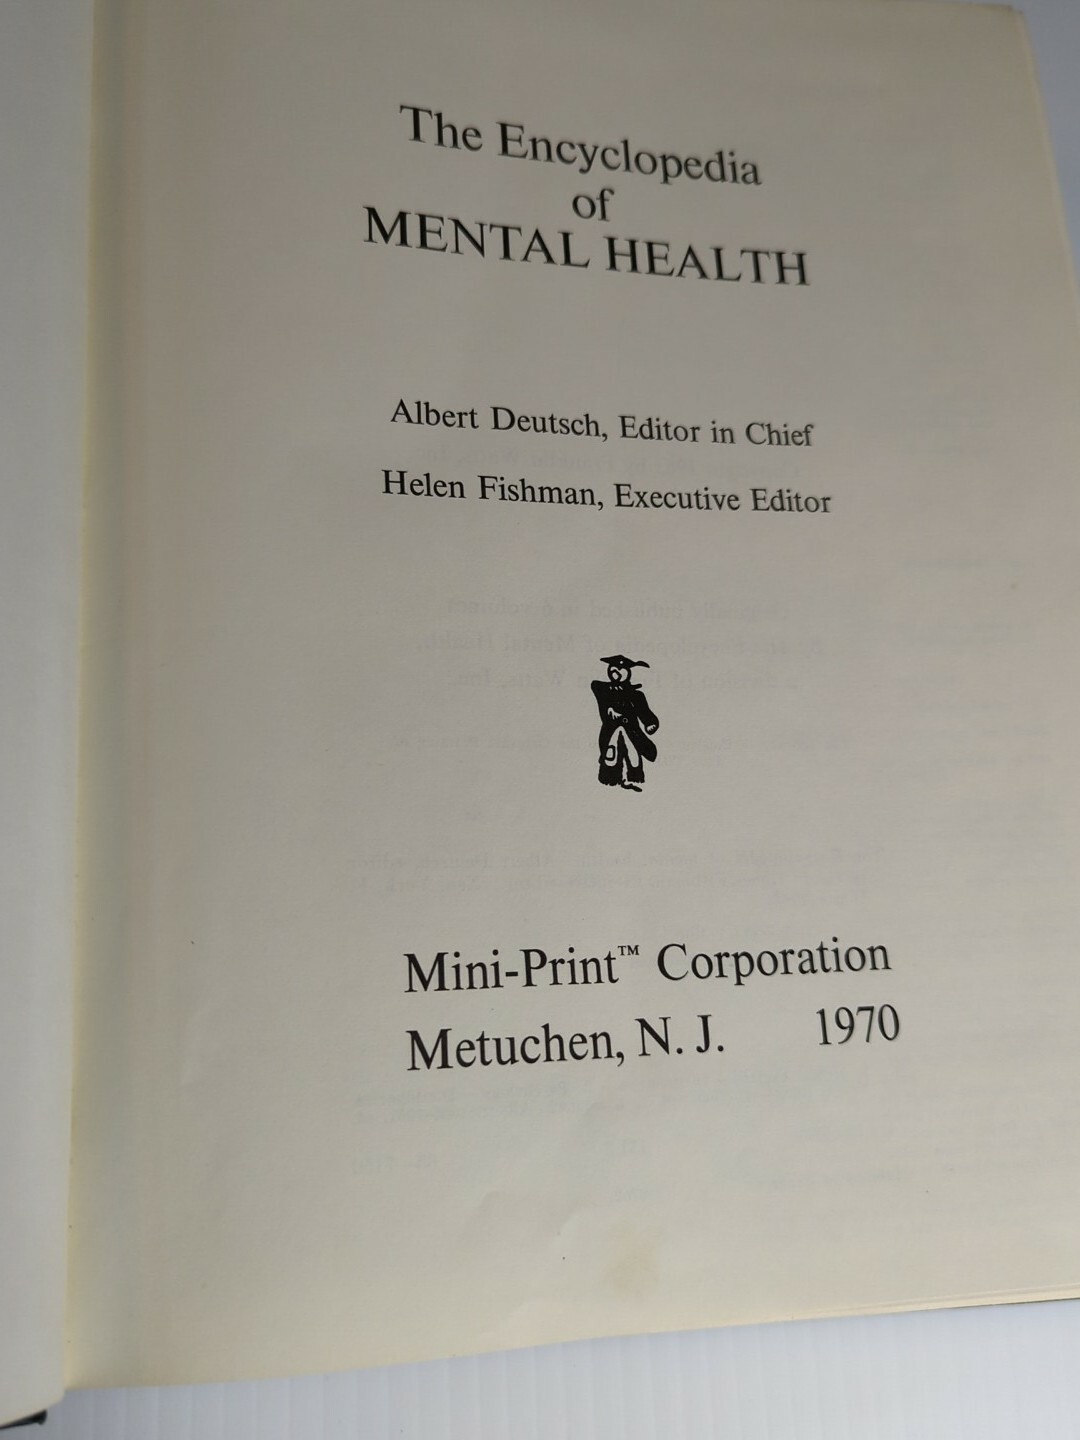 The Encyclopedia
of
MENTAL HEALTH
Albert Deutsch, Editor in Chief
Helen Fishman, Executive Editor
Mini-Print™ Corporation
Metuchen, N. J. 1970